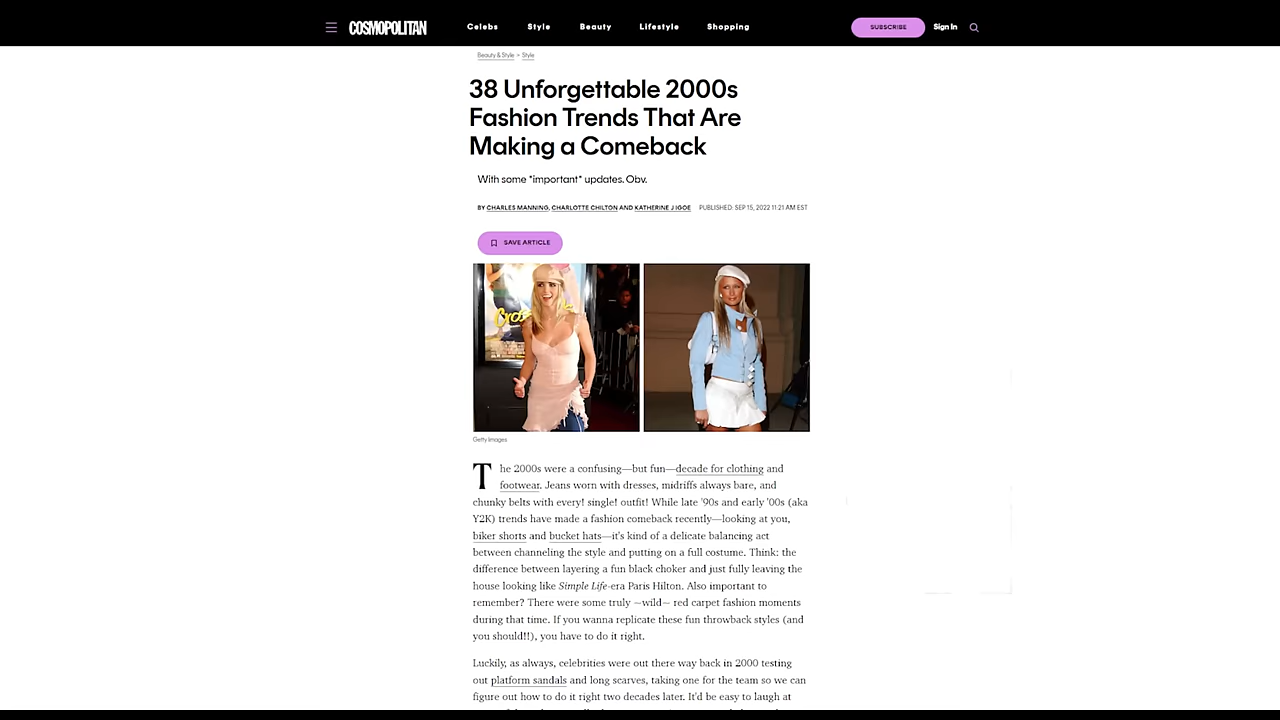 COSMOPOLITAN
Celebs Style Beauty Lifestyle Shopping
SUBSCRIBE Sign In
Beauty & Style > Style
38 Unforgettable 2000s
Fashion Trends That Are
Making a Comeback
With some *important* updates. Obv.
BY CHARLES MANNING, CHARLOTTE CHILTON AND KATHERINE J IGOE PUBLISHED: SEP 15, 2022 11:21 AM EST
SAVE ARTICLE
Cros
Getty Images
The 2000s were a confusing—but fun—decade for clothing and
footwear. Jeans worn with dresses, midriffs always bare, and
chunky belts with every! single! outfit! While late '90s and early '00s (aka
Y2K) trends have made a fashion comeback recently—looking at you,
biker shorts and bucket hats—it's kind of a delicate balancing act
between channeling the style and putting on a full costume. Think: the
difference between layering a fun black choker and just fully leaving the
house looking like Simple Life-era Paris Hilton. Also important to
remember? There were some truly ~wild~ red carpet fashion moments
during that time. If you wanna replicate these fun throwback styles (and
you should!!), you have to do it right.
Luckily, as always, celebrities were out there way back in 2000 testing
out platform sandals and long scarves, taking one for the team so we can
figure out how to do it right two decades later. It'd be easy to laugh at